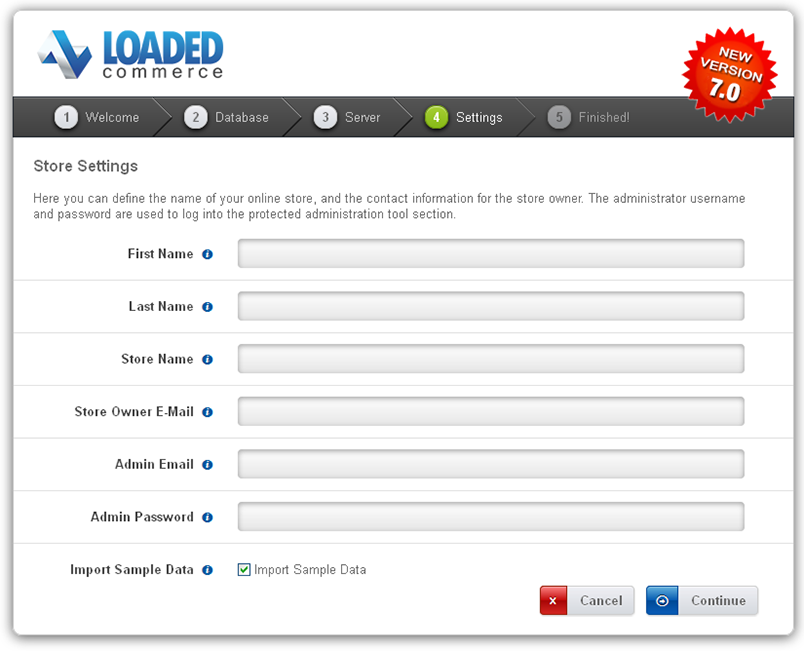 LOADED
commerce
NEW
VERSION
7.0
1 Welcome 2 Database 3 Server 4 Settings 5 Finished!
Store Settings
Here you can define the name of your online store, and the contact information for the store owner. The administrator username
and password are used to log into the protected administration tool section.
First Name i
Last Name i
Store Name i
Store Owner E-Mail i
Admin Email i
Admin Password i
Import Sample Data i Import Sample Data
x Cancel Continue